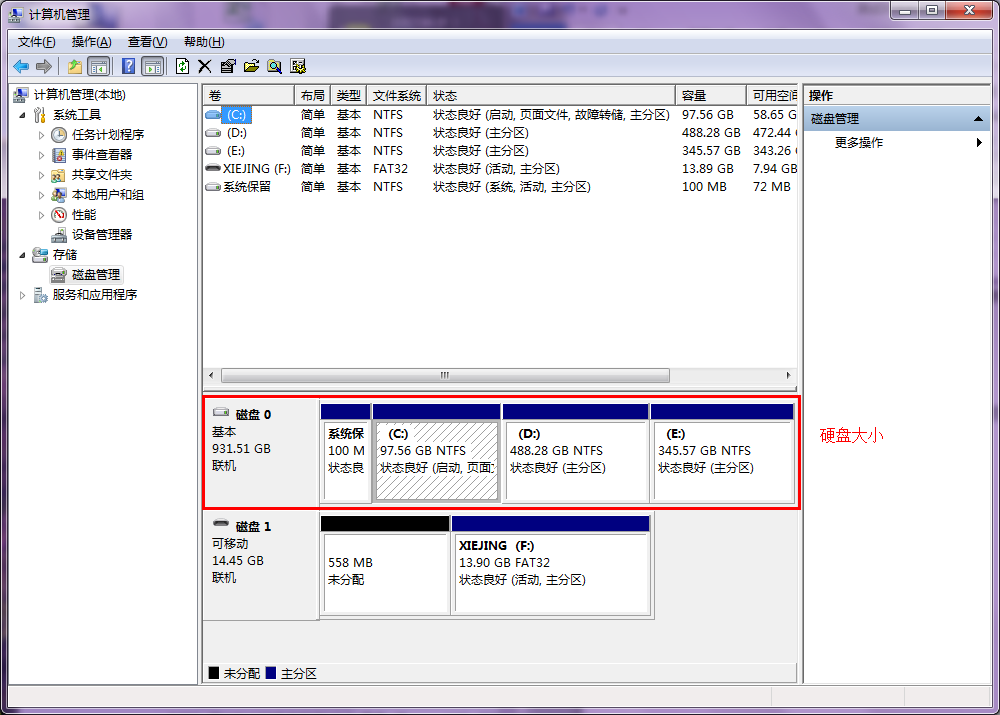 计算机管理
文件(F) 操作(A) 查看(V) 帮助(H)
计算机管理(本地)
系统工具
任务计划程序
事件查看器
共享文件夹
本地用户和组
性能
设备管理器
存储
磁盘管理
服务和应用程序
卷 布局 类型 文件系统 状态 容量 可用空间
(C:) 简单 基本 NTFS 状态良好 (启动, 页面文件, 故障转储, 主分区) 97.56 GB 58.65 G
(D:) 简单 基本 NTFS 状态良好 (主分区) 488.28 GB 472.44
(E:) 简单 基本 NTFS 状态良好 (主分区) 345.57 GB 343.26
XIEJING (F:) 简单 基本 FAT32 状态良好 (活动, 主分区) 13.89 GB 7.94 GB
系统保留 简单 基本 NTFS 状态良好 (系统, 活动, 主分区) 100 MB 72 MB
磁盘 0
基本
931.51 GB
联机
系统保
100 M
状态良
(C:)
97.56 GB NTFS
状态良好 (启动, 页面
(D:)
488.28 GB NTFS
状态良好 (主分区)
(E:)
345.57 GB NTFS
状态良好 (主分区)
磁盘 1
可移动
14.45 GB
联机
558 MB
未分配
XIEJING (F:)
13.90 GB FAT32
状态良好 (活动, 主分区)
未分配 主分区
操作
磁盘管理
更多操作
硬盘大小